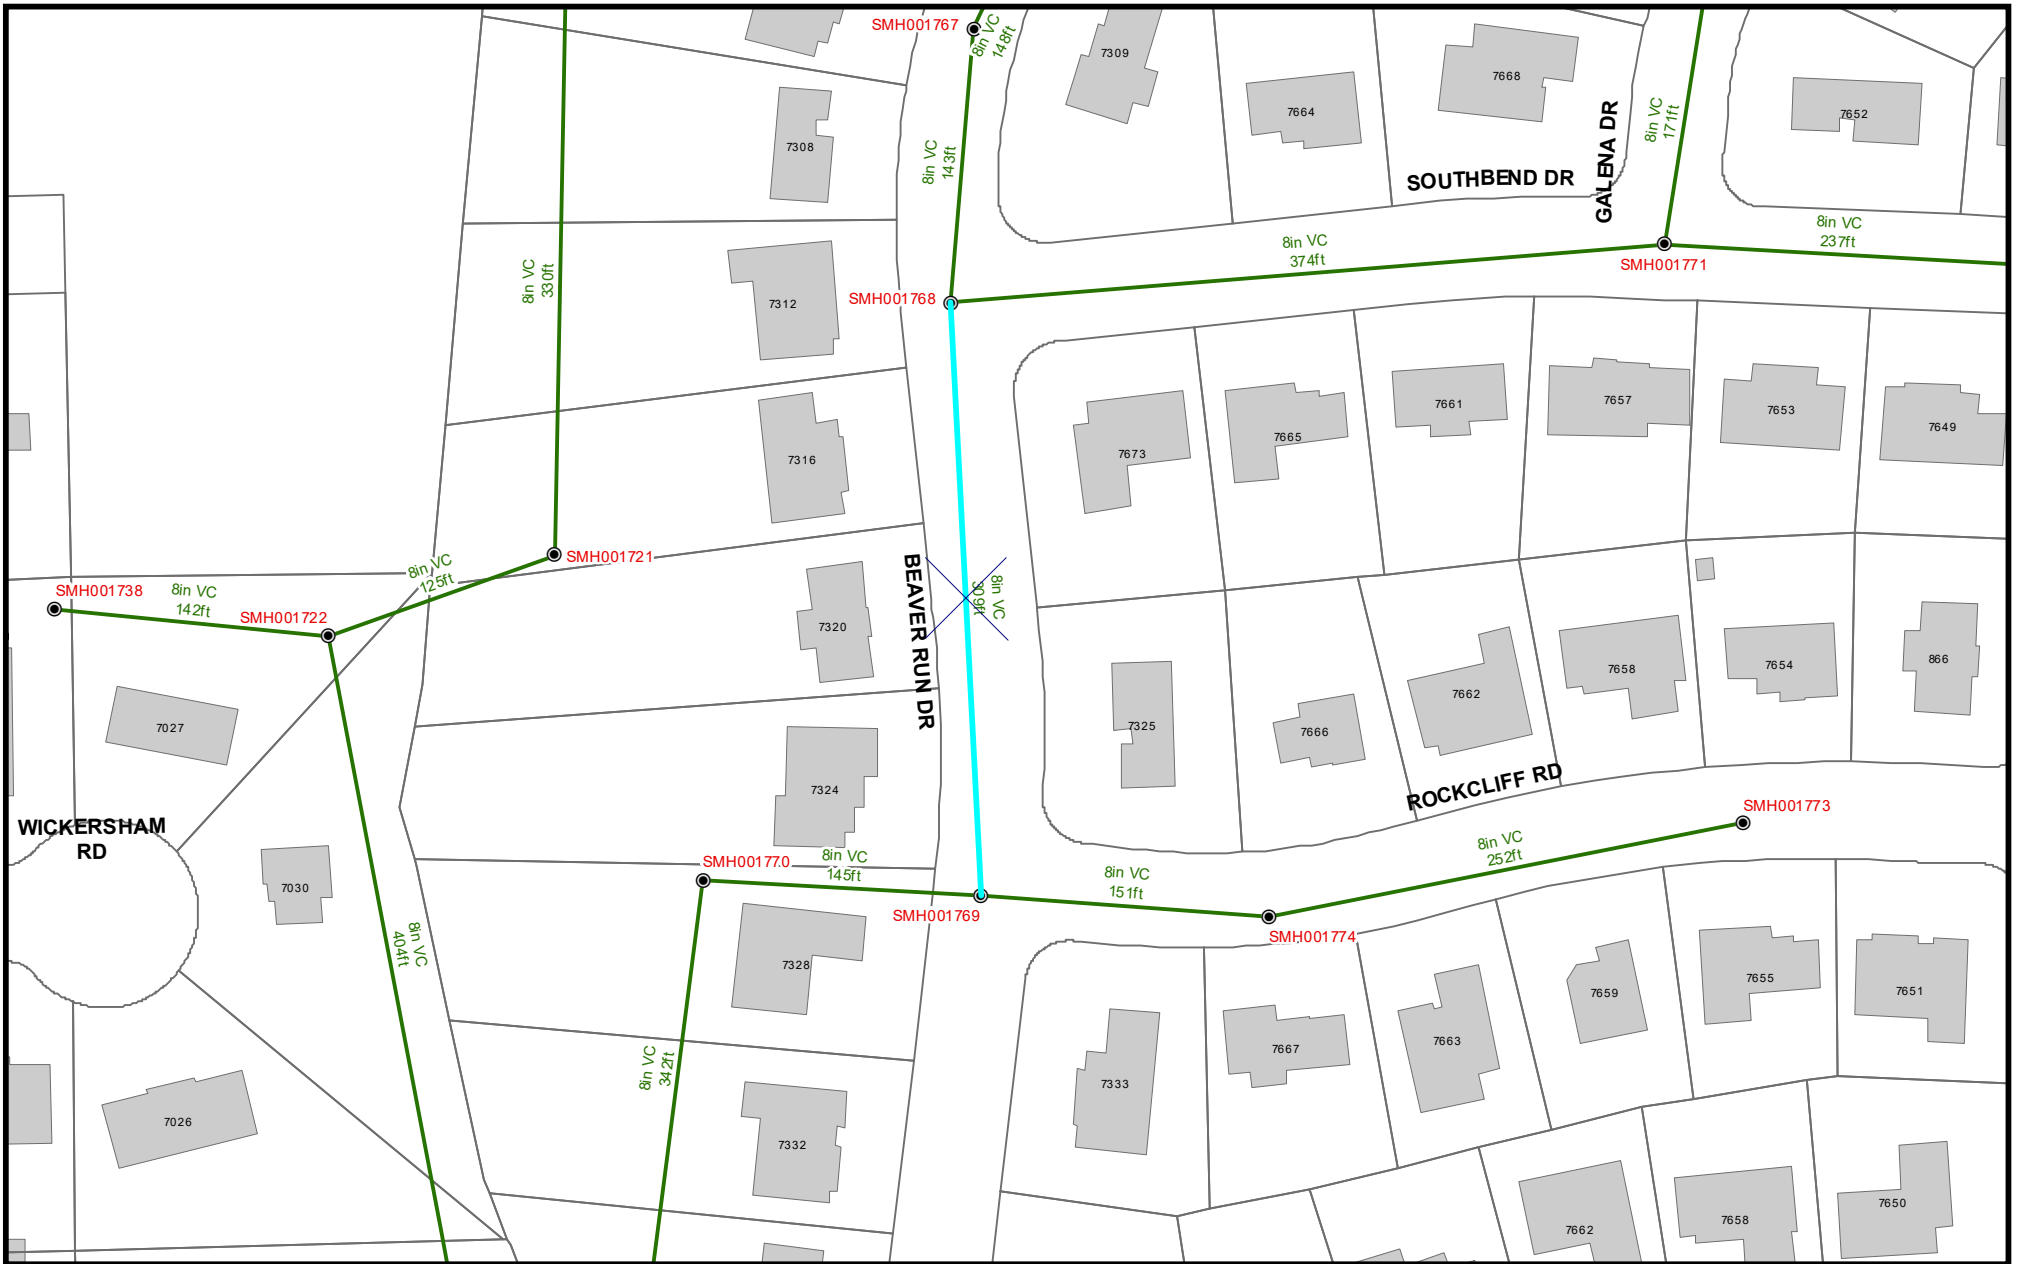 SMH001767
8in VC
148ft
7309
7668
7664
7652
GALENA DR
8in VC
171ft
7308
8in VC
143ft
SOUTHBEND DR
8in VC
237ft
8in VC
374ft
SMH001771
8in VC
330ft
SMH001768
7312
7316
7673
7665
7661
7657
7653
7649
SMH001721
8in VC
125ft
SMH001738
8in VC
142ft
SMH001722
BEAVER RUN DR
8in VC
309ft
7320
7325
7666
7662
7658
7654
866
7027
7324
ROCKCLIFF RD
SMH001773
WICKERSHAM
RD
7030
SMH001770
8in VC
145ft
8in VC
151ft
8in VC
252ft
SMH001769
SMH001774
8in VC
404ft
7328
7659
7655
7651
8in VC
342ft
7333
7667
7663
7026
7332
7662
7658
7650